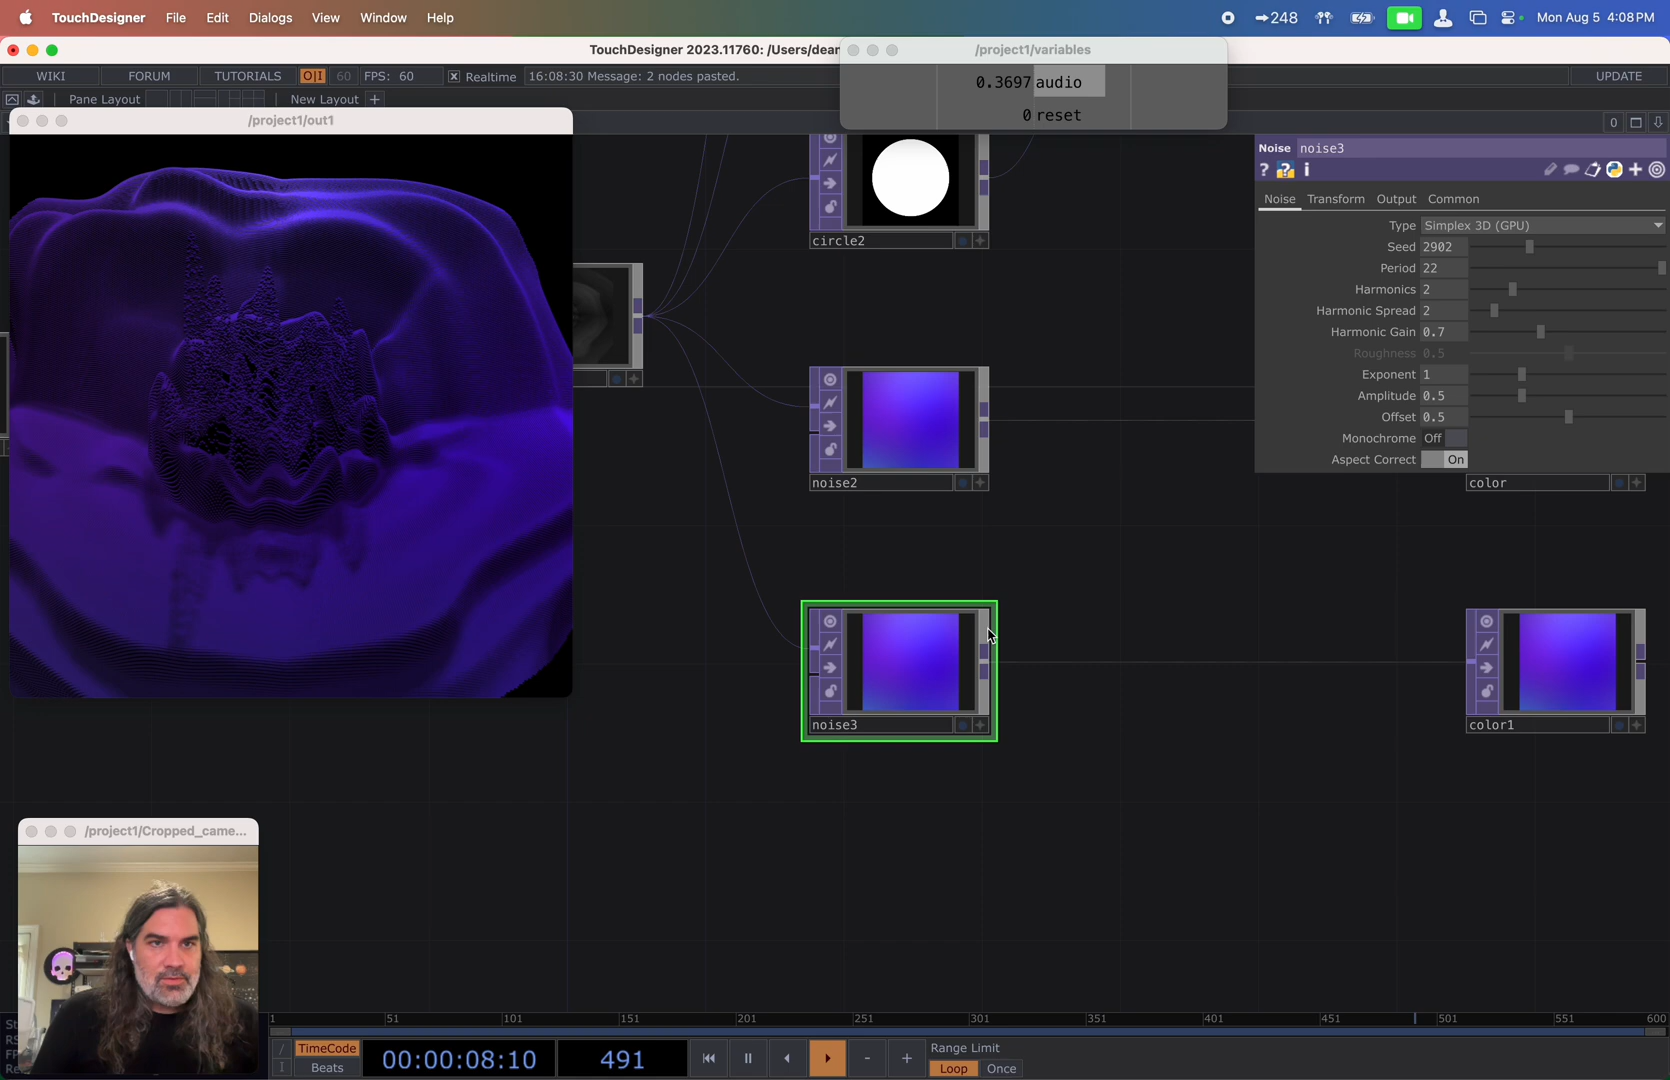 TouchDesigner File Edit Dialogs View Window Help
→248
Mon Aug 5 4:08 PM
TouchDesigner 2023.11760: /Users/dear
/project1/variables
0.3697 audio
0 reset
WIKI FORUM TUTORIALS O|I 60 FPS: 60 Realtime 16:08:30 Message: 2 nodes pasted. UPDATE
Pane Layout New Layout +
/project1/out1
0
Noise noise3
Noise Transform Output Common
Type Simplex 3D (GPU)
Seed 2902
Period 22
Harmonics 2
Harmonic Spread 2
Harmonic Gain 0.7
Roughness 0.5
Exponent 1
Amplitude 0.5
Offset 0.5
Monochrome Off
Aspect Correct On
circle2
noise2
color
noise3
color1
/project1/Cropped_came...
1 51 101 151 201 251 301 351 401 451 501 551 600
TimeCode
Beats
00:00:08:10
491
- +
Range Limit
Loop Once